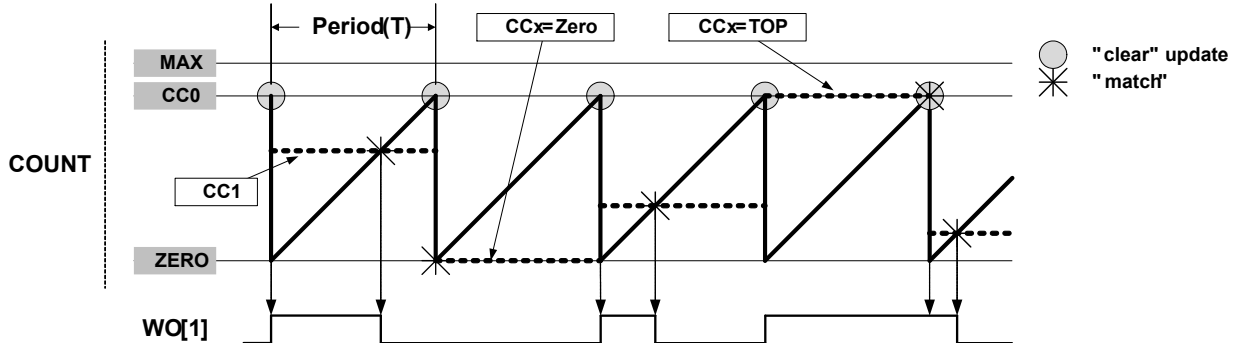 Period(T)
CCx=Zero
CCx=TOP
"clear" update
"match"
MAX
CC0
COUNT
CC1
ZERO
WO[1]